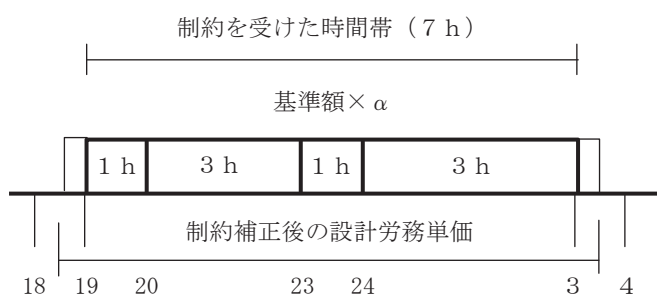 制約を受けた時間帯（７ｈ）
基準額×α
１ｈ ３ｈ １ｈ ３ｈ
制約補正後の設計労務単価
18 19 20 23 24 ３ ４